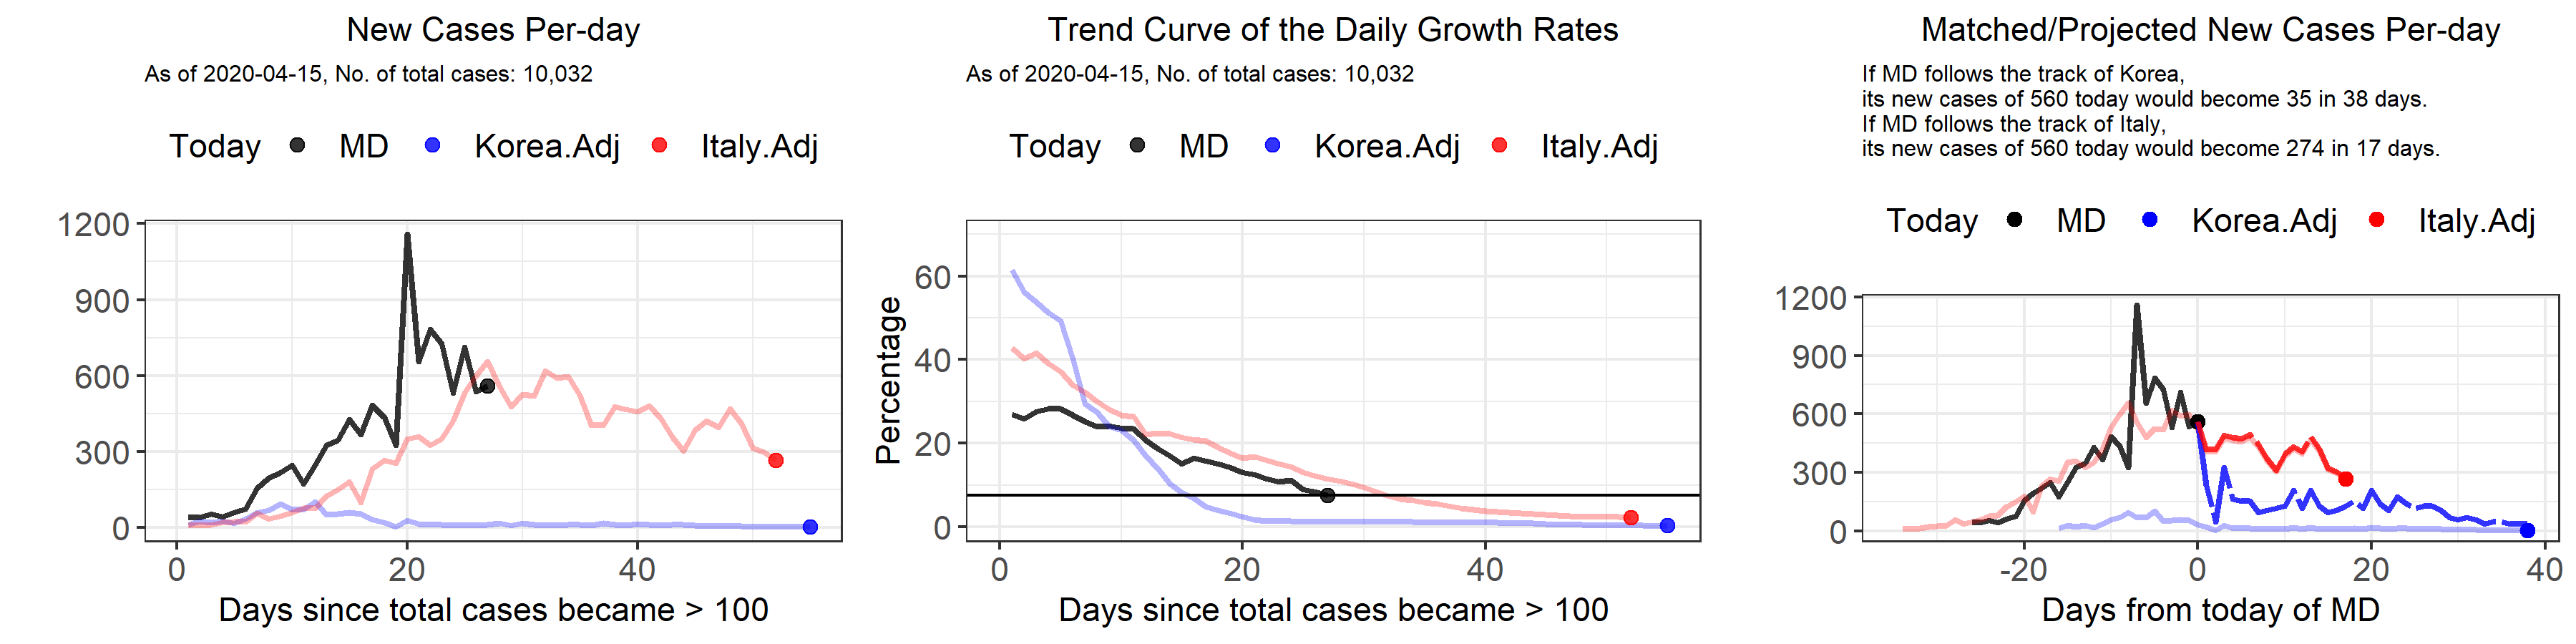 New Cases Per-day
As of 2020-04-15, No. of total cases: 10,032
Today MD Korea.Adj Italy.Adj
1200
900
600
300
0
0 20 40
Days since total cases became > 100
Trend Curve of the Daily Growth Rates
As of 2020-04-15, No. of total cases: 10,032
Today MD Korea.Adj Italy.Adj
Percentage
60
40
20
0
0 20 40
Days since total cases became > 100
Matched/Projected New Cases Per-day
If MD follows the track of Korea,
its new cases of 560 today would become 35 in 38 days.
If MD follows the track of Italy,
its new cases of 560 today would become 274 in 17 days.
Today MD Korea.Adj Italy.Adj
1200
900
600
300
0
-20 0 20 40
Days from today of MD